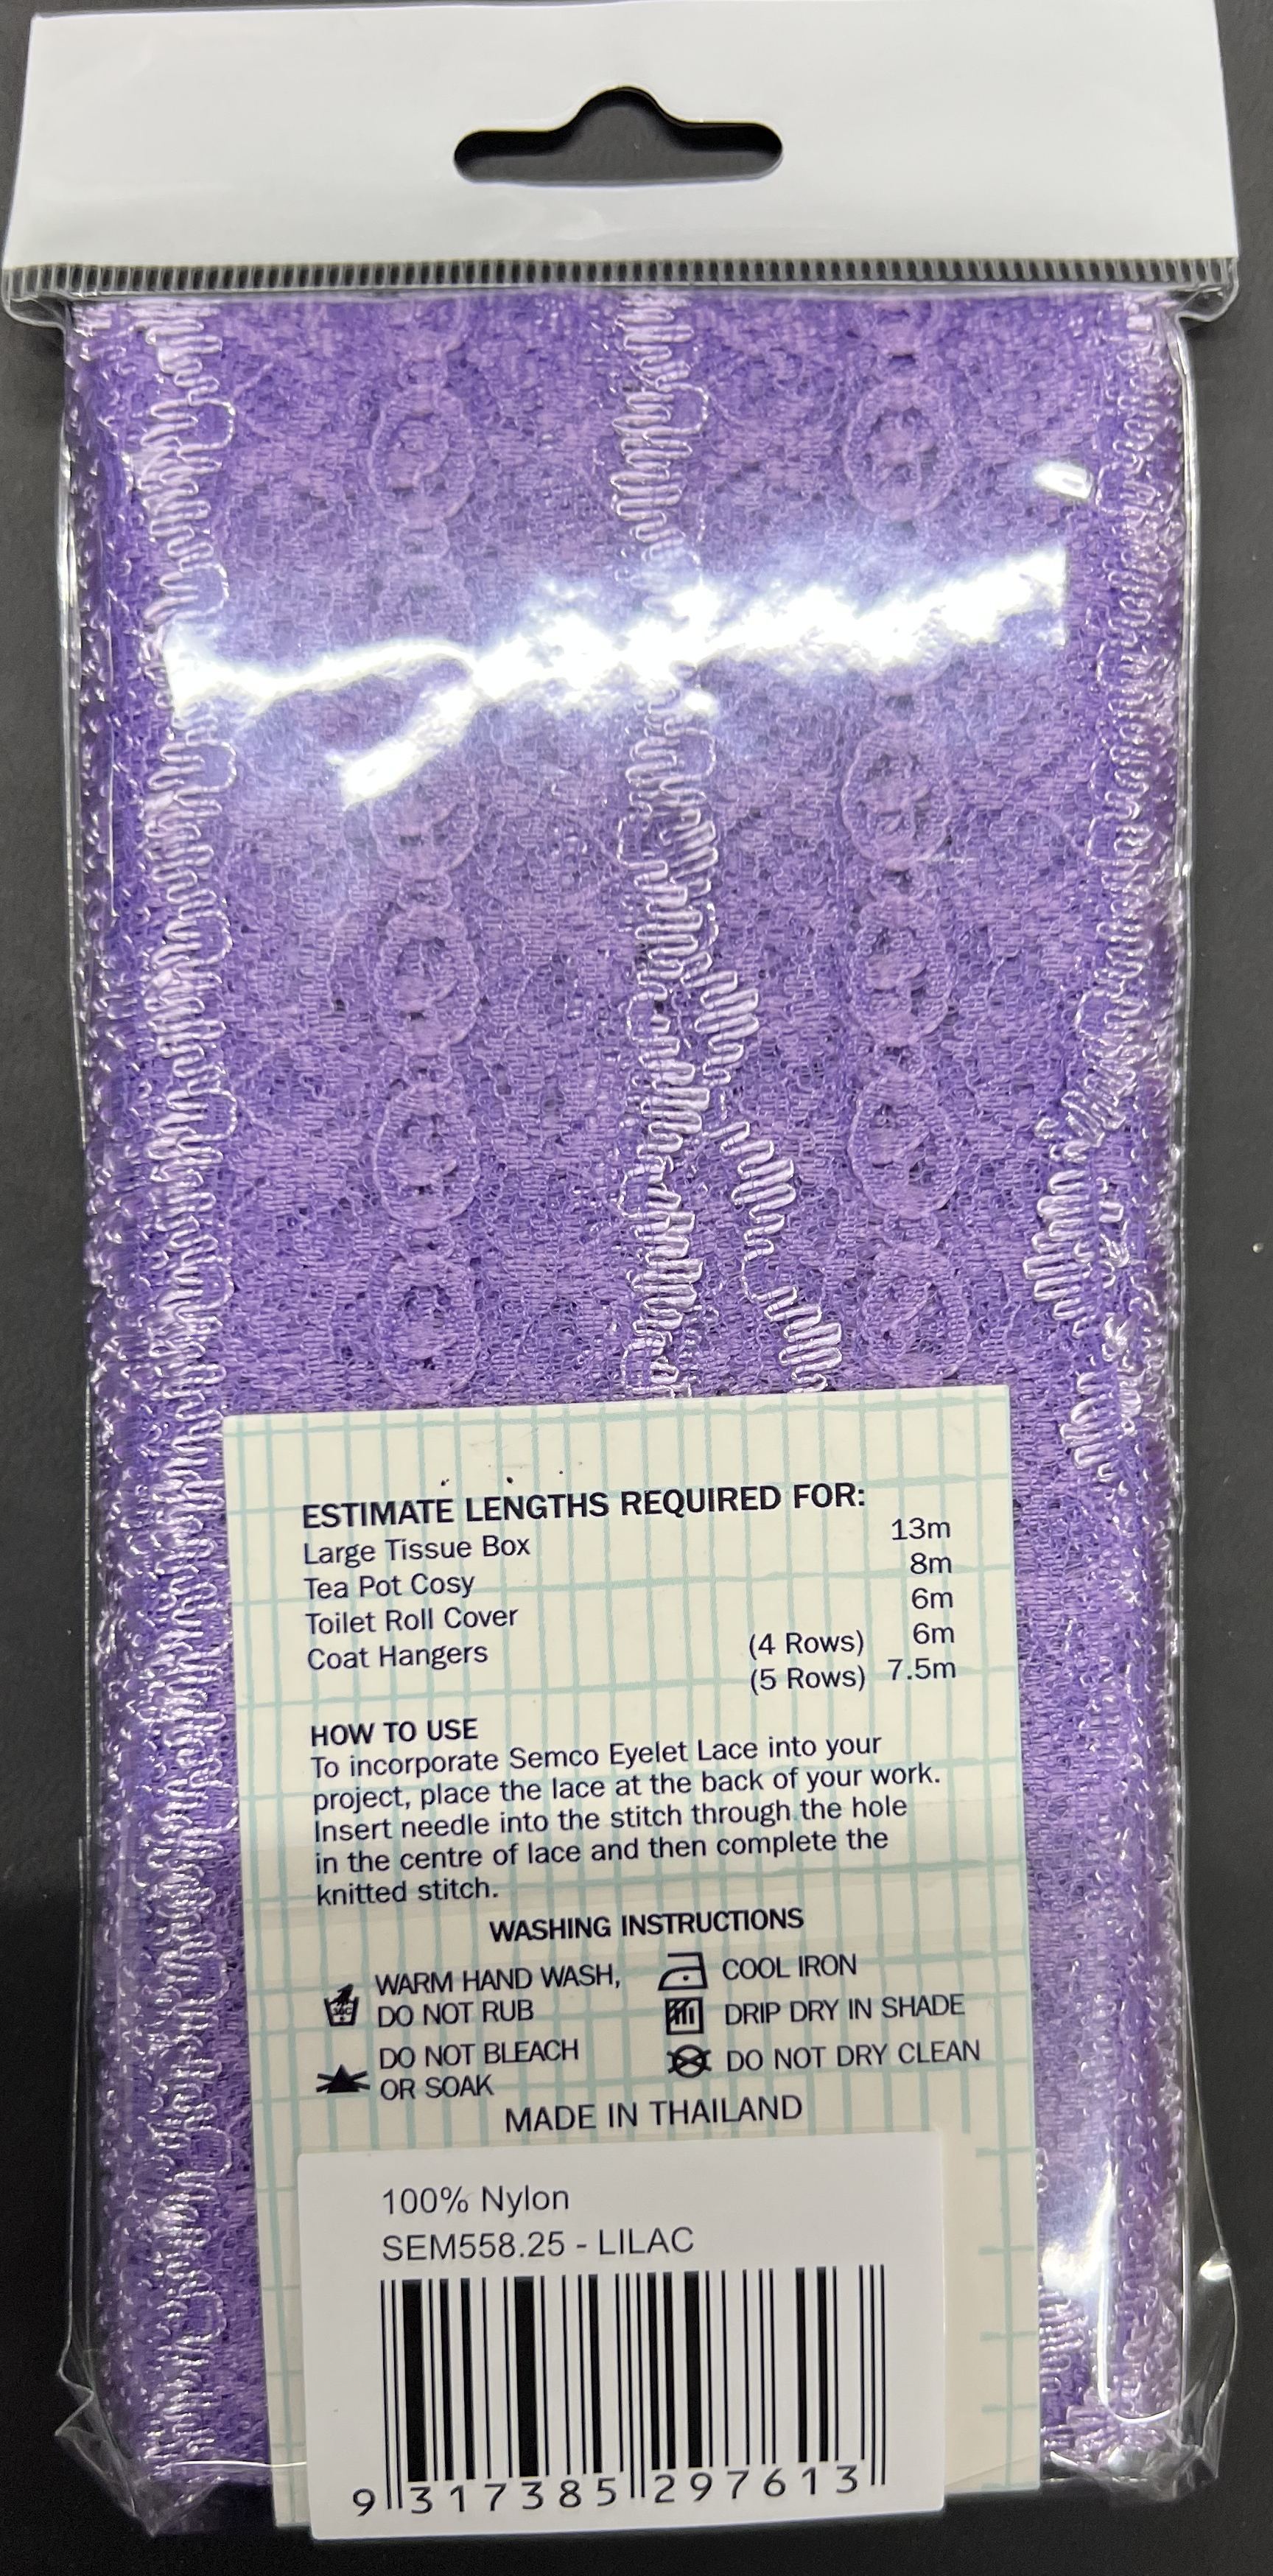 ESTIMATE LENGTHS REQUIRED FOR:
Large Tissue Box 13m
Tea Pot Cosy 8m
Toilet Roll Cover 6m
Coat Hangers (4 Rows) 6m
(5 Rows) 7.5m
HOW TO USE
To incorporate Semco Eyelet Lace into your
project, place the lace at the back of your work.
Insert needle into the stitch through the hole
in the centre of lace and then complete the
knitted stitch.
WASHING INSTRUCTIONS
WARM HAND WASH,
DO NOT RUB
DO NOT BLEACH
OR SOAK
COOL IRON
DRIP DRY IN SHADE
DO NOT DRY CLEAN
MADE IN THAILAND
100% Nylon
SEM558.25 - LILAC
9 317385 297613